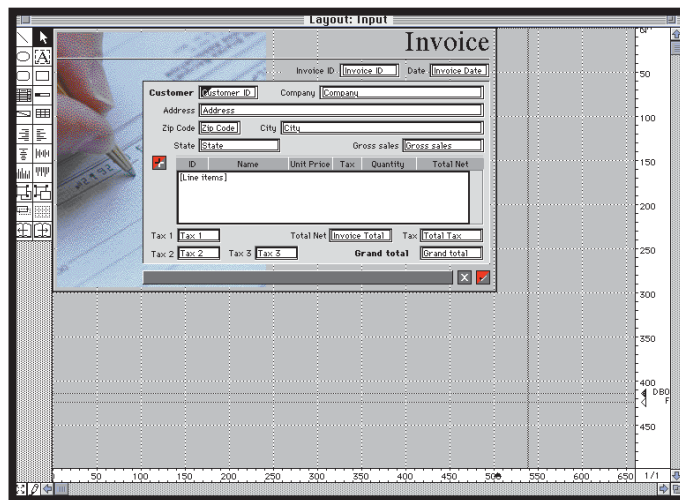 Layout: Input
Invoice
Invoice ID Invoice ID Date Invoice Date
Customer Customer ID Company Company
Address Address
Zip Code Zip Code City City
State State Gross sales Gross sales
ID Name Unit Price Tax Quantity Total Net
[Line items]
Tax 1 Tax 1 Total Net Invoice Total Tax Total Tax
Tax 2 Tax 2 Tax 3 Tax 3 Grand total Grand total
X
50
100
150
200
250
300
350
400
DB0
F
450
50 100 150 200 250 300 350 400 450 500 550 600 650 1/1